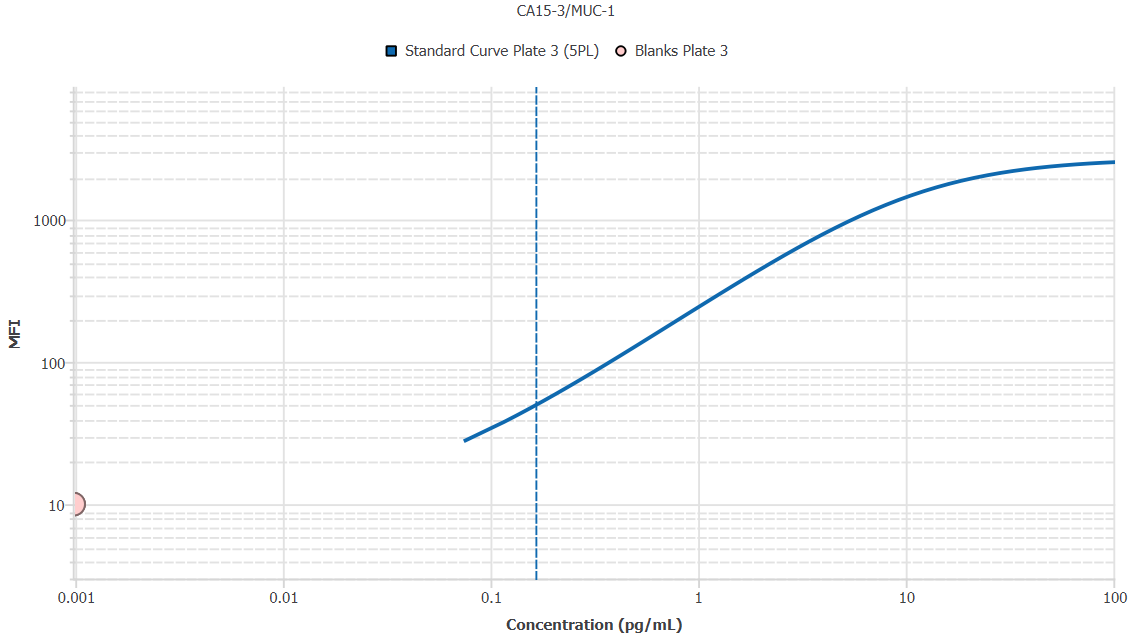 CA15-3/MUC-1
Standard Curve Plate 3 (5PL) Blanks Plate 3
MFI
1000
100
10
0.001 0.01 0.1 1 10 100
Concentration (pg/mL)